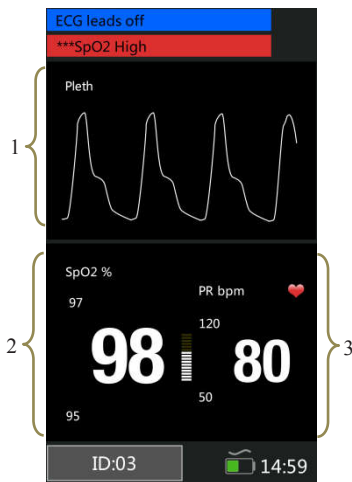 ECG leads off
***SpO2 High
Pleth
1
SpO2 %
97
PR bpm
120
2
98
80
3
50
95
ID:03
14:59